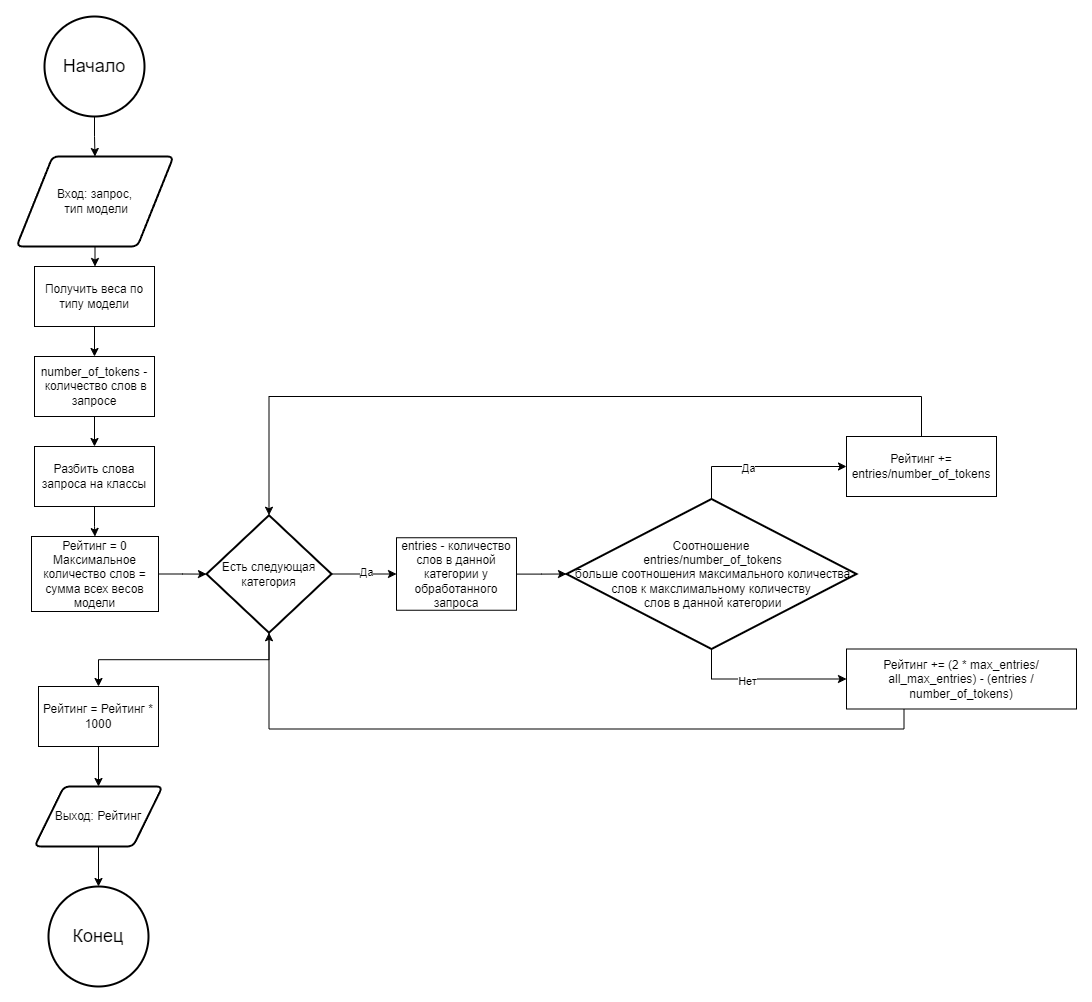 Начало
Вход: запрос,
тип модели
Получить веса по
типу модели
number_of_tokens -
количество слов в
запросе
Разбить слова
запроса на классы
Рейтинг = 0
Максимальное
количество слов =
сумма всех весов
модели
Есть следующая
категория
Да
entries - количество
слов в данной
категории у
обработанного
запроса
Соотношение
entries/number_of_tokens
больше соотношения максимального количества
слов к макслимальному количеству
слов в данной категории
Да
Рейтинг +=
entries/number_of_tokens
Нет
Рейтинг += (2 * max_entries/
all_max_entries) - (entries /
number_of_tokens)
Рейтинг = Рейтинг *
1000
Выход: Рейтинг
Конец